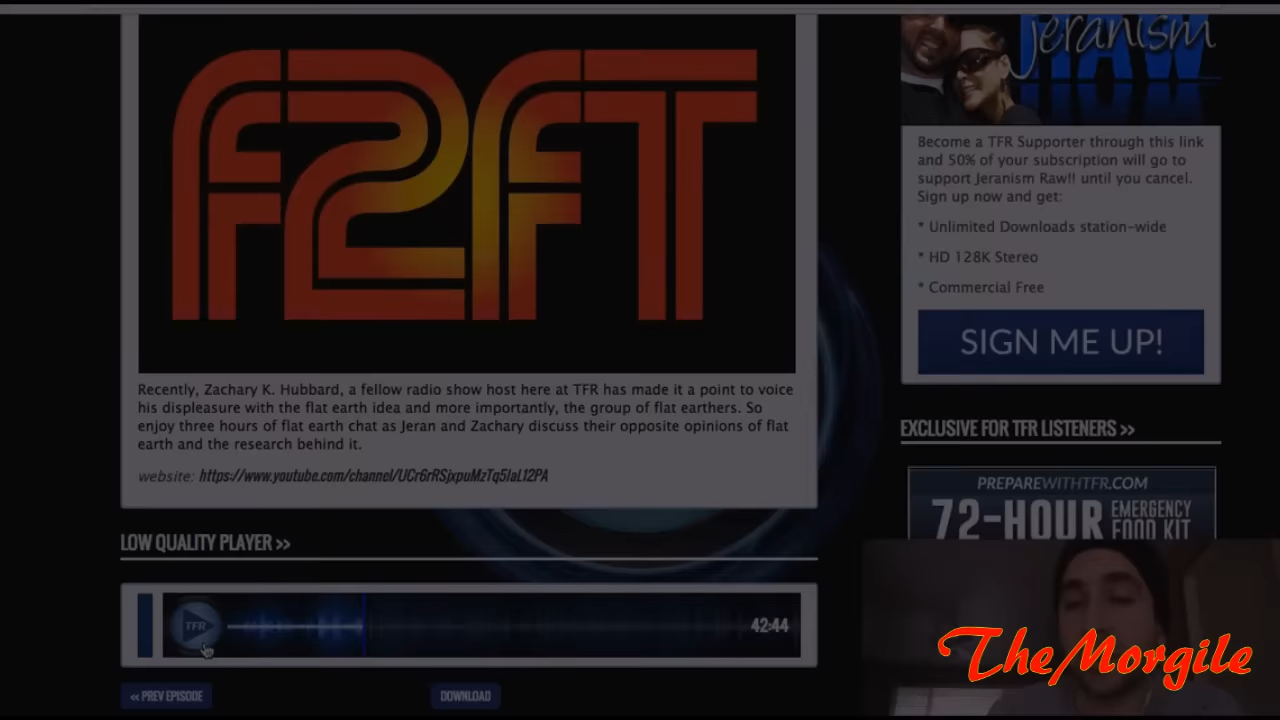 f2fT
jeranism
RAW
Become a TFR Supporter through this link
and 50% of your subscription will go to
support Jeranism Raw!! until you cancel.
Sign up now and get:
* Unlimited Downloads station-wide
* HD 128K Stereo
* Commercial Free
SIGN ME UP!
Recently, Zachary K. Hubbard, a fellow radio show host here at TFR has made it a point to voice
his displeasure with the flat earth idea and more importantly, the group of flat earthers. So
enjoy three hours of flat earth chat as Jeran and Zachary discuss their opposite opinions of flat
earth and the research behind it.
website: https://www.youtube.com/channel/UCr6rRSjxpuMzTq5laL12PA
EXCLUSIVE FOR TFR LISTENERS >>
PREPAREWITHTFR.COM
72-HOUR EMERGENCY
FOOD KIT
LOW QUALITY PLAYER >>
TFR
42:44
TheMorgile
<< PREV EPISODE
DOWNLOAD